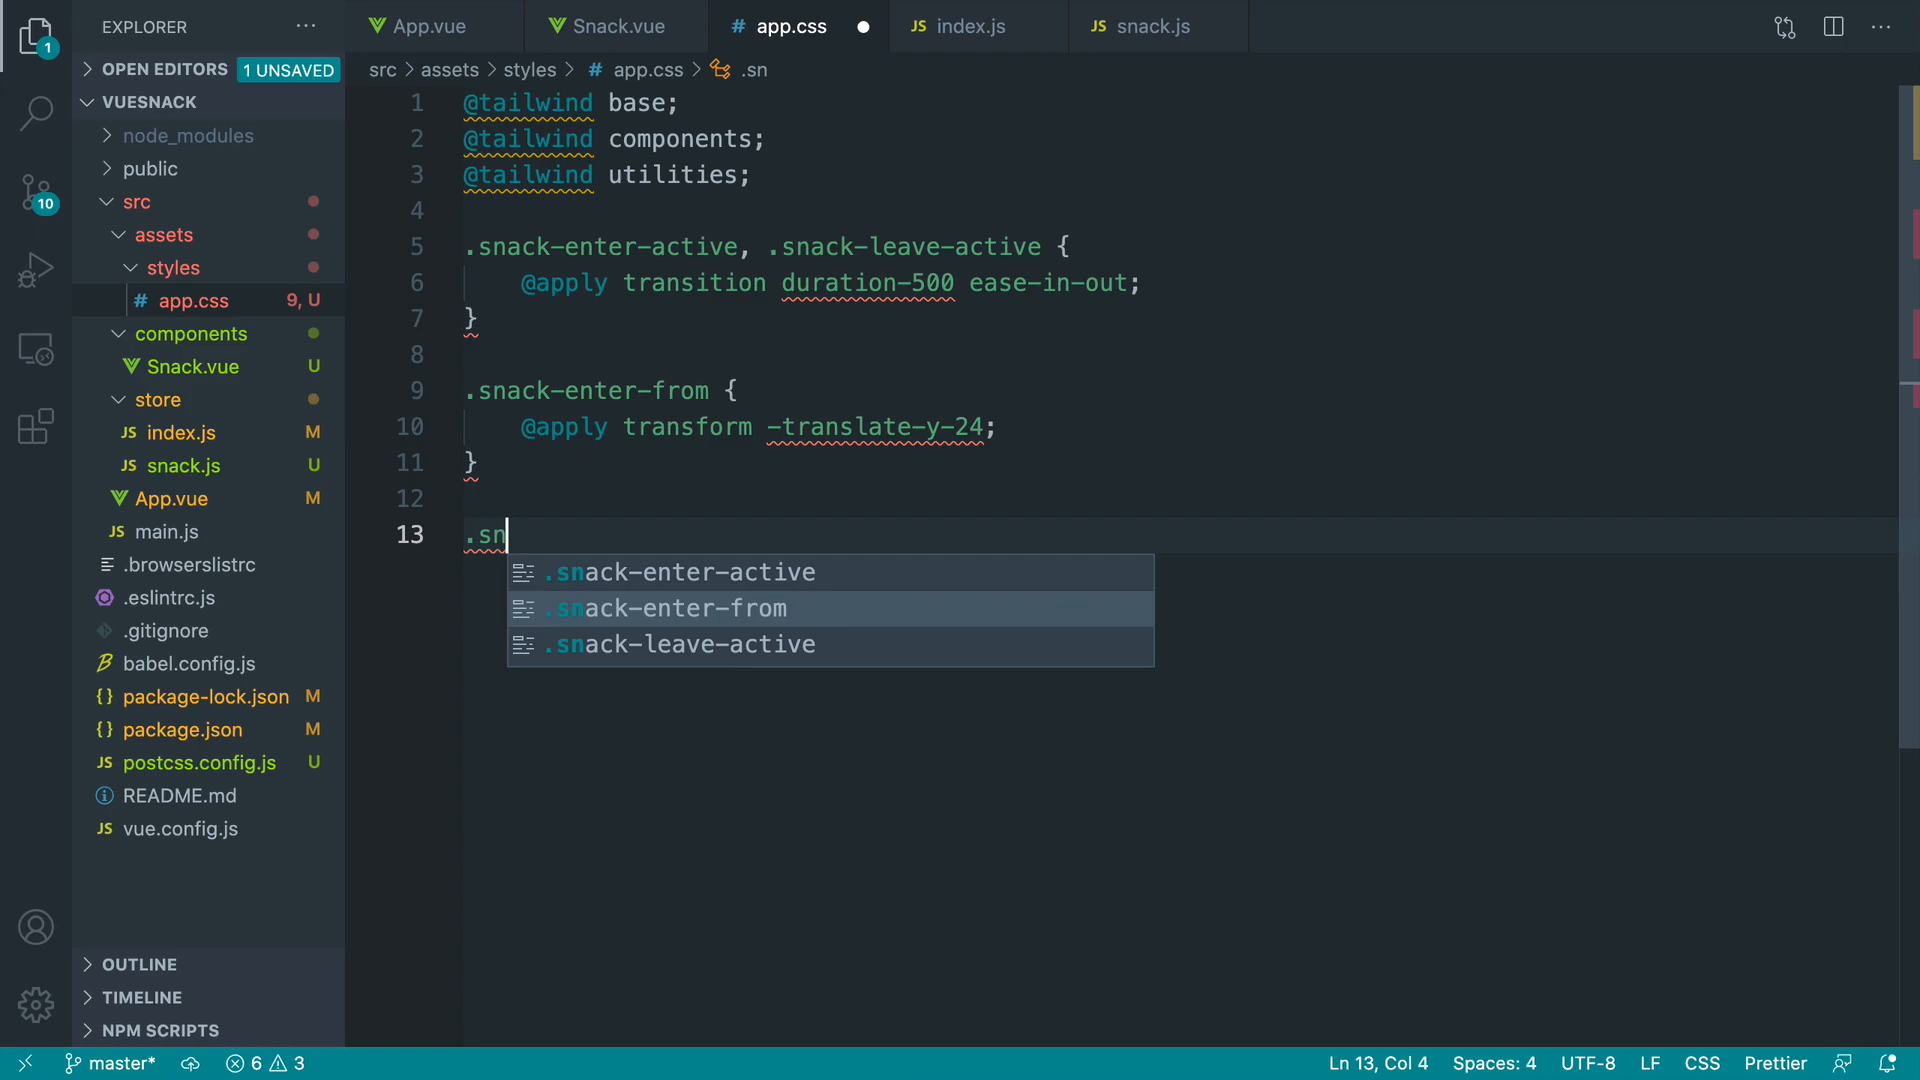 EXPLORER
OPEN EDITORS 1 UNSAVED
VUESNACK
node_modules
public
src
assets
styles
# app.css 9, U
components
Snack.vue U
store
JS index.js M
JS snack.js U
App.vue M
JS main.js
.browserslistrc
.eslintrc.js
.gitignore
babel.config.js
{} package-lock.json M
{} package.json M
JS postcss.config.js U
README.md
JS vue.config.js
OUTLINE
TIMELINE
NPM SCRIPTS
1
10
App.vue
Snack.vue
# app.css
JS index.js
JS snack.js
src > assets > styles > # app.css > .sn
1 @tailwind base;
2 @tailwind components;
3 @tailwind utilities;
4
5 .snack-enter-active, .snack-leave-active {
6 @apply transition duration-500 ease-in-out;
7 }
8
9 .snack-enter-from {
10 @apply transform -translate-y-24;
11 }
12
13 .sn
.snack-enter-active
.snack-enter-from
.snack-leave-active
master* 6 3
Ln 13, Col 4 Spaces: 4 UTF-8 LF CSS Prettier